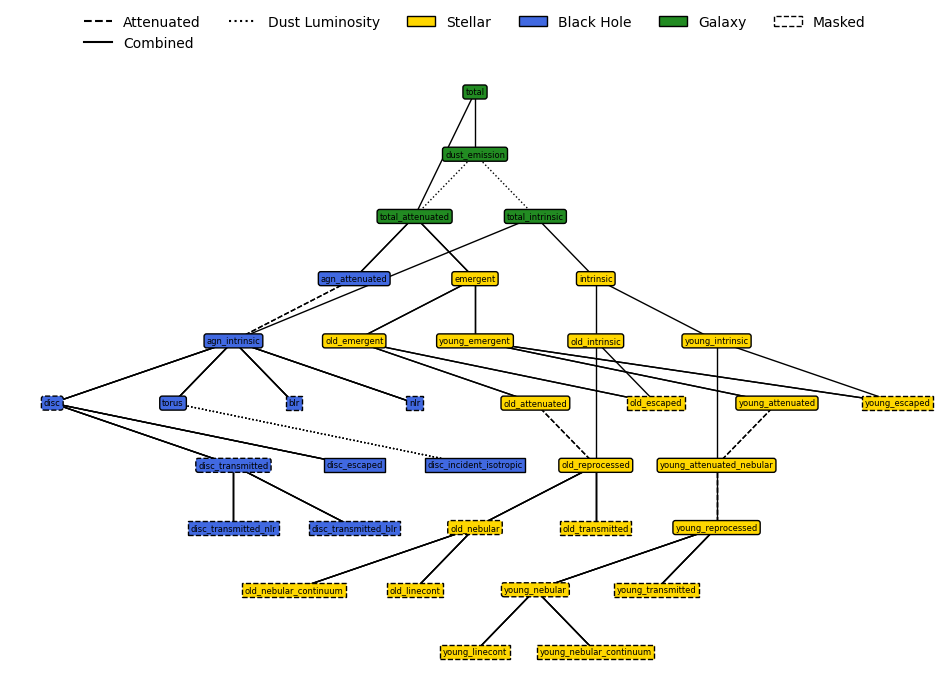 Attenuated Dust Luminosity Stellar Black Hole Galaxy Masked
Combined
total
dust_emission
total_attenuated total_intrinsic
agn_attenuated emergent intrinsic
agn_intrinsic old_emergent young_emergent old_intrinsic young_intrinsic
disc torus blr nlr old_attenuated old_escaped young_attenuated young_escaped
disc_transmitted disc_escaped disc_incident_isotropic old_reprocessed young_attenuated_nebular
disc_transmitted_nlr disc_transmitted_blr old_nebular old_transmitted young_reprocessed
old_nebular_continuum old_linecont young_nebular young_transmitted
young_linecont young_nebular_continuum